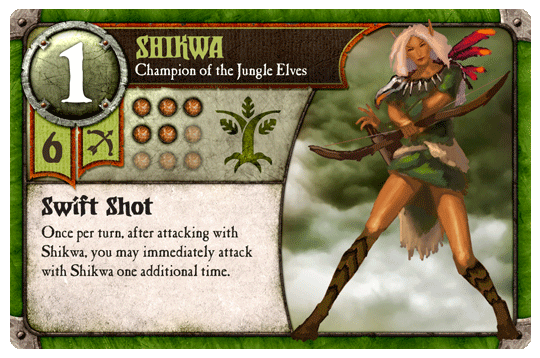 1
SHIKWA
Champion of the Jungle Elves
6
Swift Shot
Once per turn, after attacking with
Shikwa, you may immediately attack
with Shikwa one additional time.